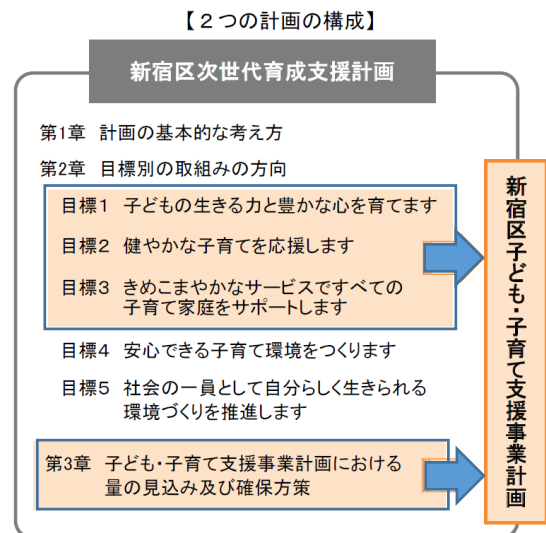 【２つの計画の構成】
新宿区次世代育成支援計画
第1章 計画の基本的な考え方
第2章 目標別の取組みの方向
目標１ 子どもの生きる力と豊かな心を育てます
目標２ 健やかな子育てを応援します
目標３ きめこまやかなサービスですべての
子育て家庭をサポートします
目標４ 安心できる子育て環境をつくります
目標５ 社会の一員として自分らしく生きられる
環境づくりを推進します
第3章 子ども・子育て支援事業計画における
量の見込み及び確保方策
新宿区子ども・子育て支援事業計画